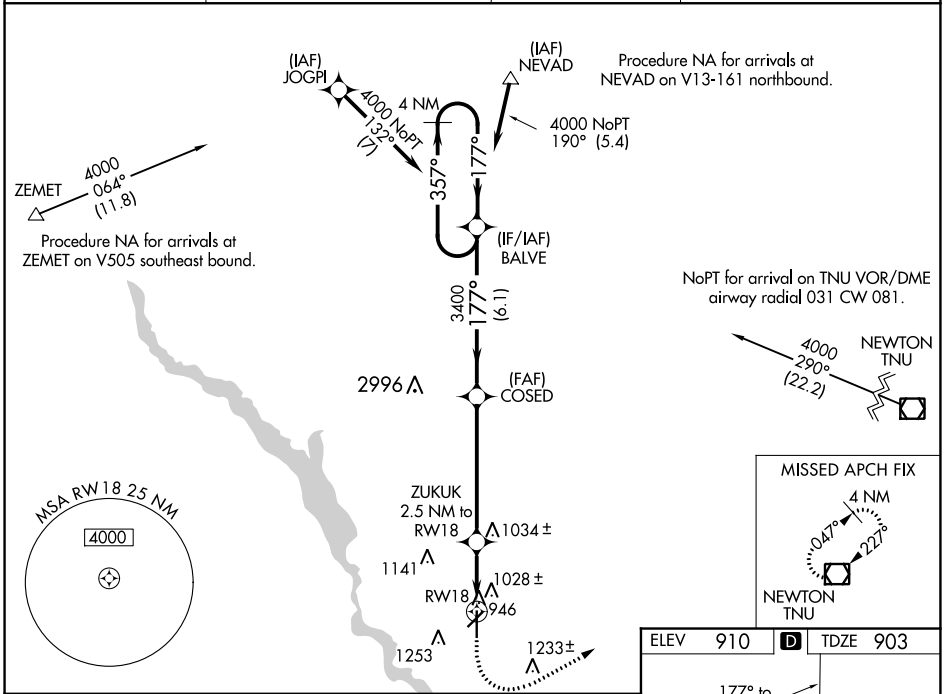 (IAF)
JOGPI
4000 NoPT
132°
(7)
4 NM
(IAF)
NEVAD
Procedure NA for arrivals at
NEVAD on V13-161 northbound.
4000 NoPT
190° (5.4)
357°
177°
ZEMET
4000
064°
(11.8)
Procedure NA for arrivals at
ZEMET on V505 southeast bound.
(IF/IAF)
BALVE
3400
177°
(6.1)
NoPT for arrival on TNU VOR/DME
airway radial 031 CW 081.
4000
290°
(22.2)
NEWTON
TNU
2996
(FAF)
COSED
MSA RW18 25 NM
4000
ZUKUK
2.5 NM to
RW18
1034 ±
1141
1028 ±
RW18
946
1253
1233±
MISSED APCH FIX
4 NM
047°
227°
NEWTON
TNU
ELEV 910 D TDZE 903
177° to